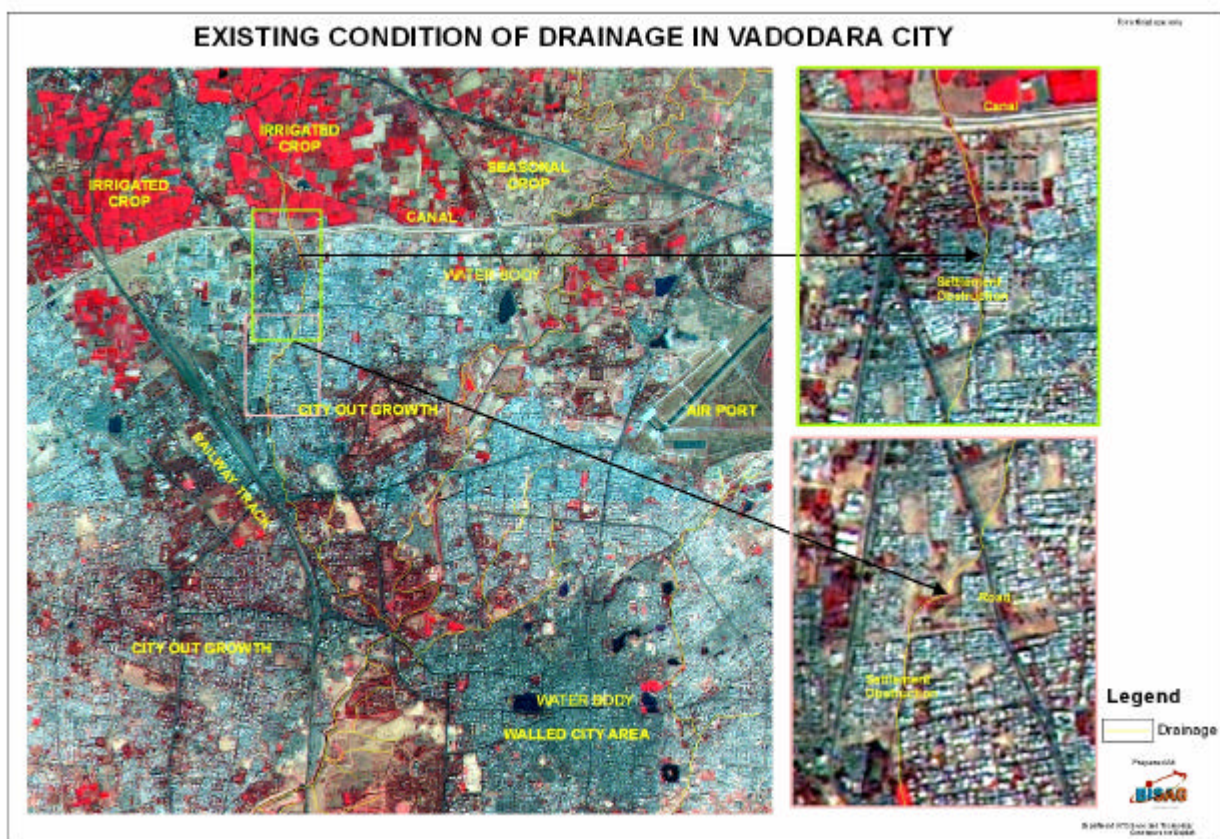 EXISTING CONDITION OF DRAINAGE IN VADODARA CITY
IRRIGATED
CROP
IRRIGATED
CROP
SEASONAL
CROP
CANAL
WATER BODY
CITY OUT GROWTH
AIR PORT
RAILWAY TRACK
CITY OUT GROWTH
WATER BODY
WALLED CITY AREA
Canal
Settlement
Obstruction
Road
Settlement
Obstruction
Legend
Drainage
BISAG